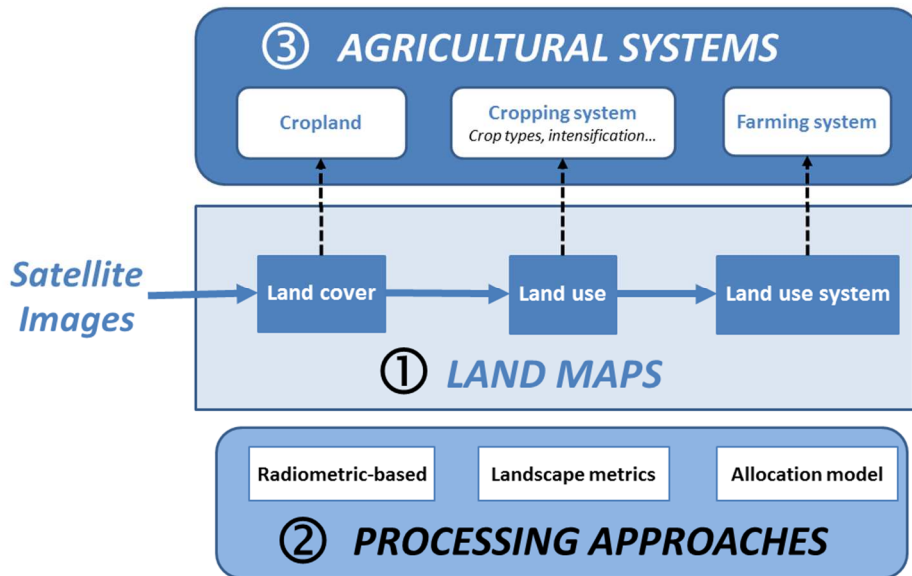 ③ AGRICULTURAL SYSTEMS
Cropland
Cropping system
Crop types, intensification...
Farming system
Satellite
Images
Land cover
Land use
Land use system
① LAND MAPS
Radiometric-based
Landscape metrics
Allocation model
② PROCESSING APPROACHES